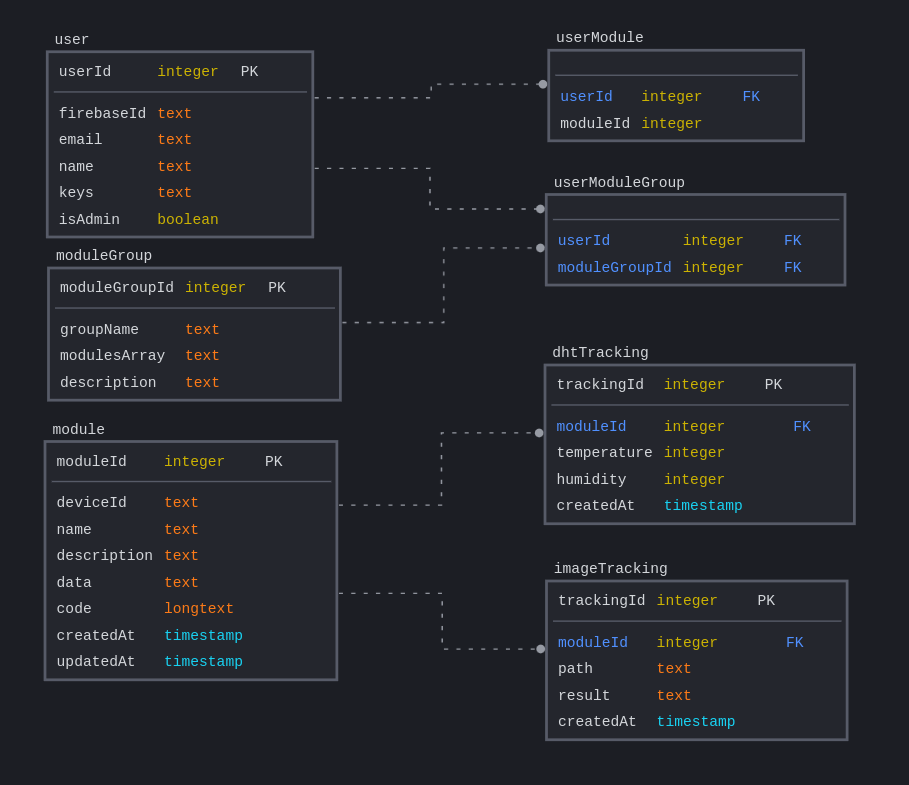 user
userId integer PK
firebaseId text
email text
name text
keys text
isAdmin boolean
moduleGroup
moduleGroupId integer PK
groupName text
modulesArray text
description text
module
moduleId integer PK
deviceId text
name text
description text
data text
code longtext
createdAt timestamp
updatedAt timestamp
userModule
userId integer FK
moduleId integer
userModuleGroup
userId integer FK
moduleGroupId integer FK
dhtTracking
trackingId integer PK
moduleId integer FK
temperature integer
humidity integer
createdAt timestamp
imageTracking
trackingId integer PK
moduleId integer FK
path text
result text
createdAt timestamp